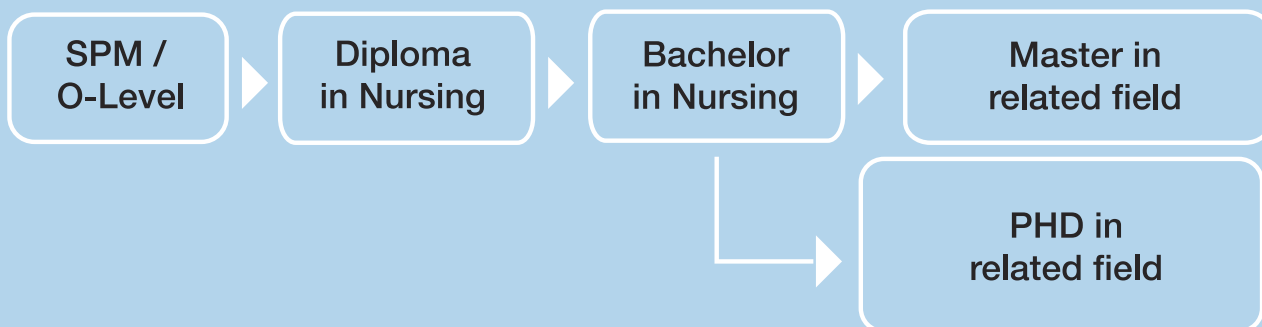 SPM /
O-Level
Diploma
in Nursing
Bachelor
in Nursing
Master in
related field
PHD in
related field